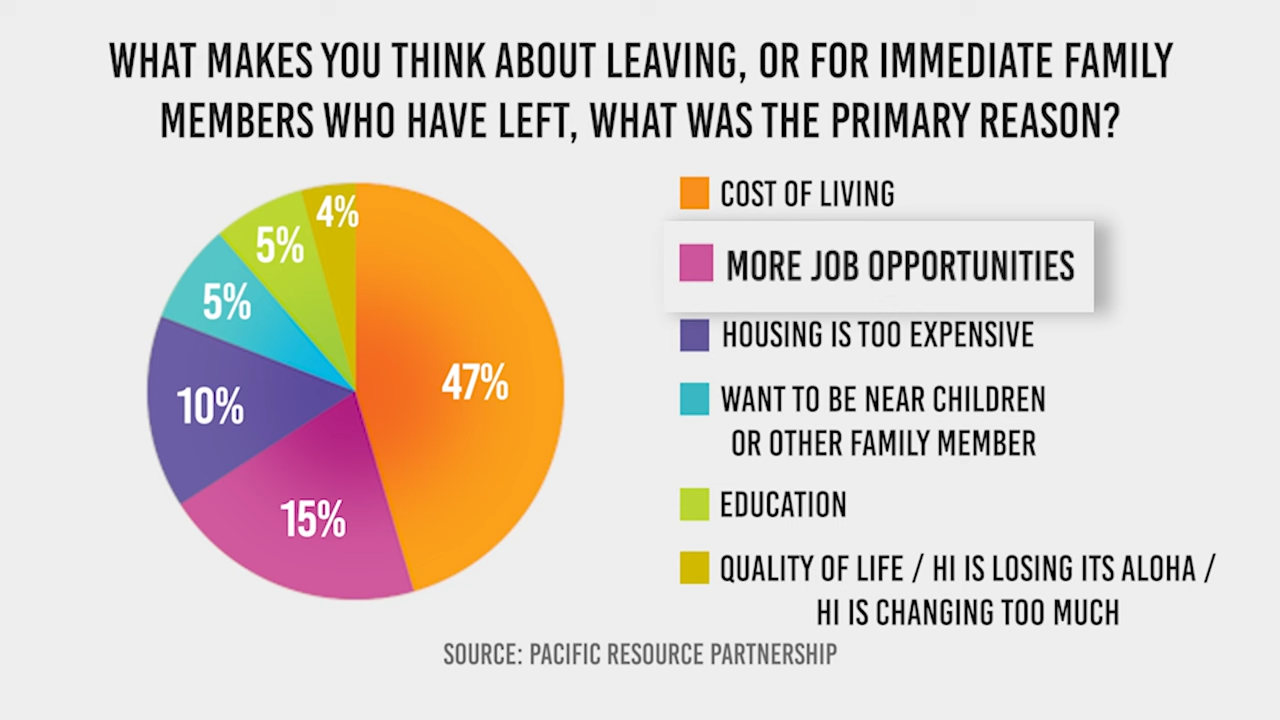 WHAT MAKES YOU THINK ABOUT LEAVING, OR FOR IMMEDIATE FAMILY
MEMBERS WHO HAVE LEFT, WHAT WAS THE PRIMARY REASON?
4%
5%
5%
10%
47%
15%
COST OF LIVING
MORE JOB OPPORTUNITIES
HOUSING IS TOO EXPENSIVE
WANT TO BE NEAR CHILDREN
OR OTHER FAMILY MEMBER
EDUCATION
QUALITY OF LIFE / HI IS LOSING ITS ALOHA /
HI IS CHANGING TOO MUCH
SOURCE: PACIFIC RESOURCE PARTNERSHIP